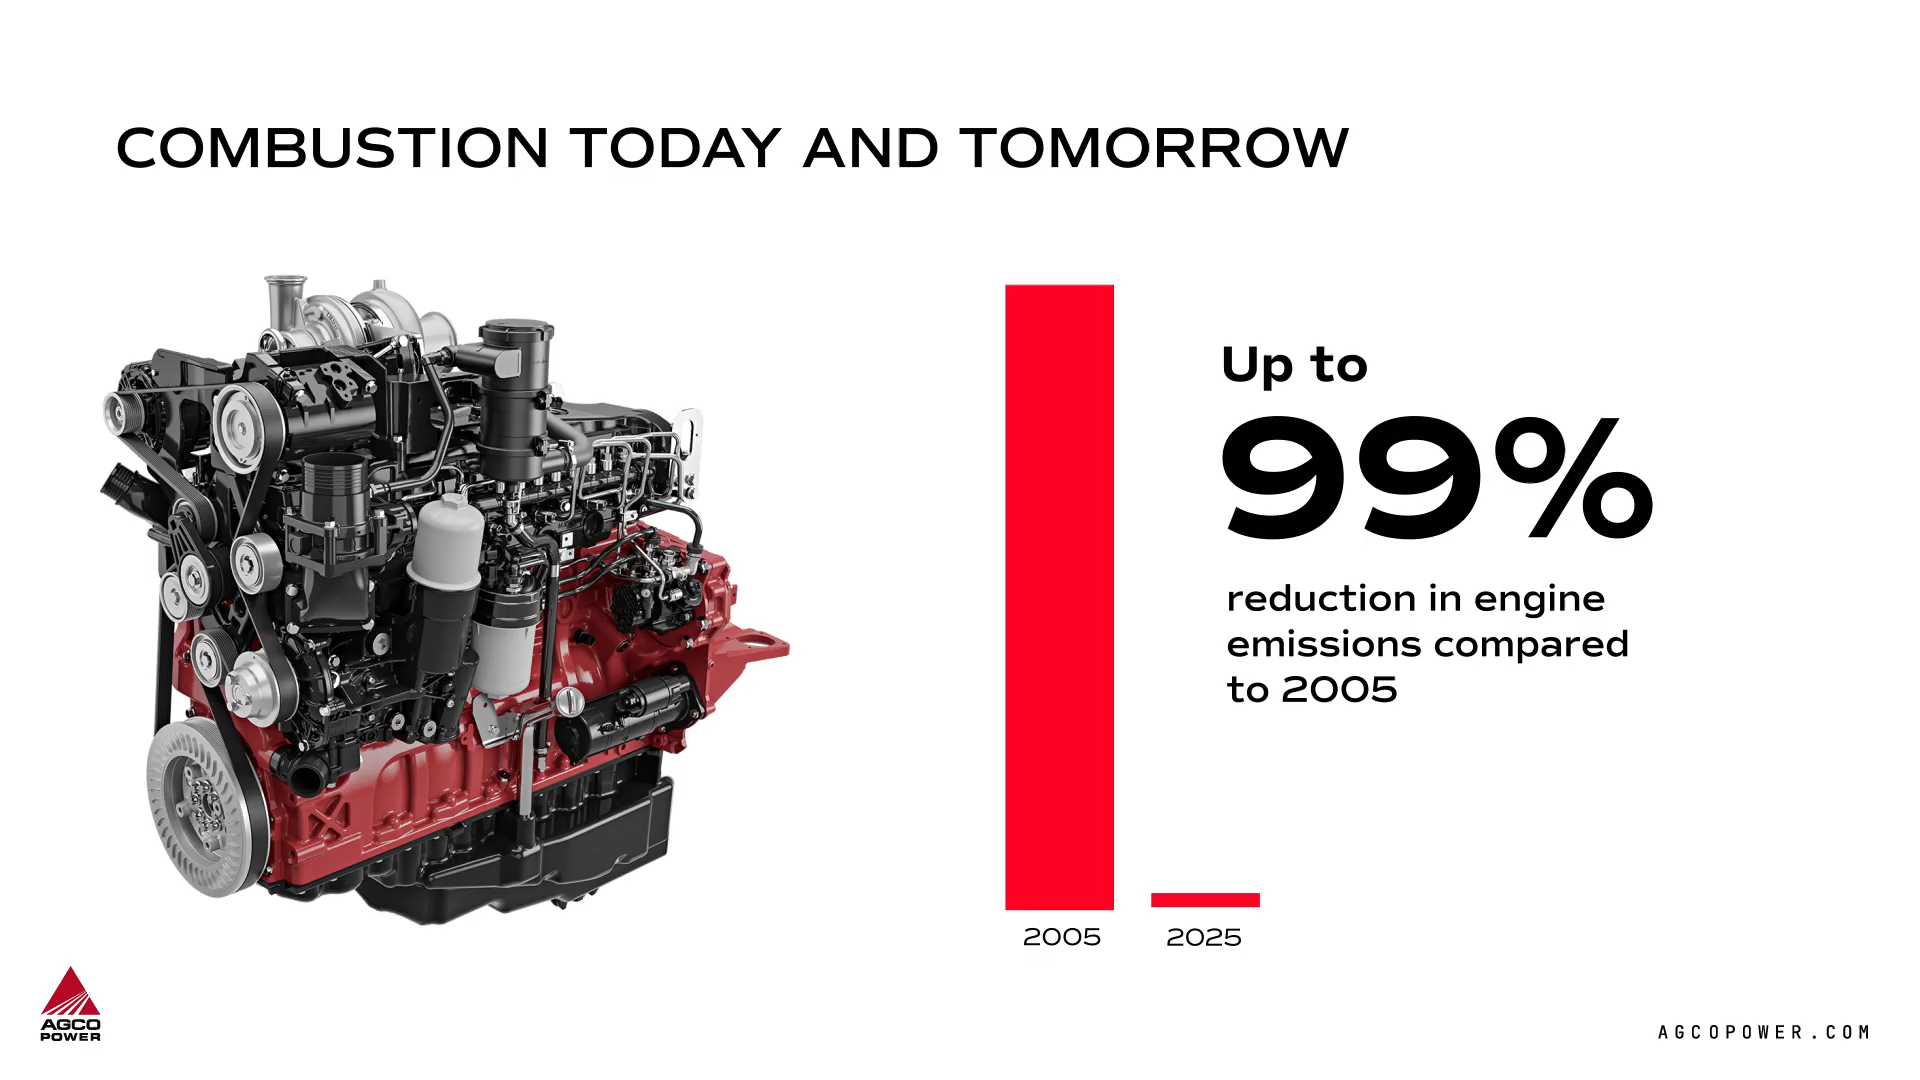 COMBUSTION TODAY AND TOMORROW
Up to
99%
reduction in engine
emissions compared
to 2005
2005
2025
AGCO
POWER
AGCOPOWER.COM